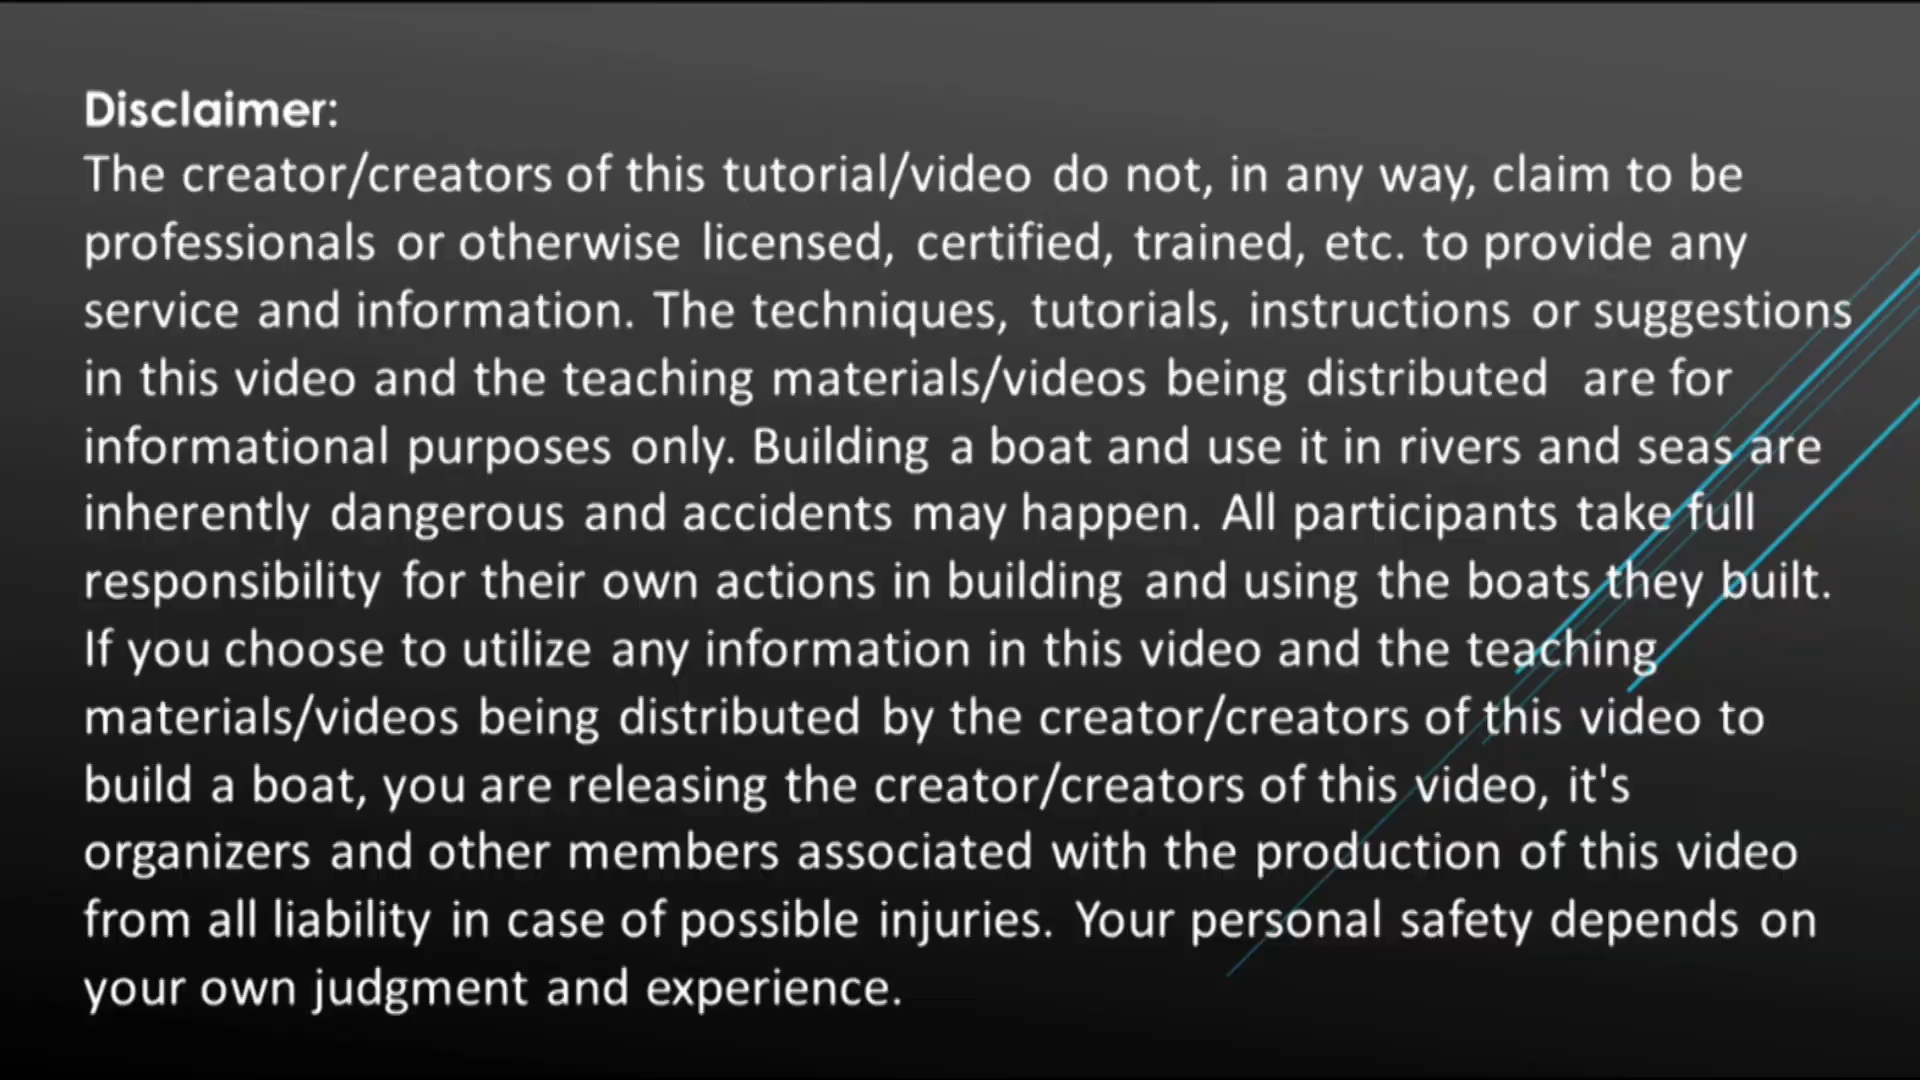 Disclaimer:
The creator/creators of this tutorial/video do not, in any way, claim to be
professionals or otherwise licensed, certified, trained, etc. to provide any
service and information. The techniques, tutorials, instructions or suggestions
in this video and the teaching materials/videos being distributed are for
informational purposes only. Building a boat and use it in rivers and seas are
inherently dangerous and accidents may happen. All participants take full
responsibility for their own actions in building and using the boats they built.
If you choose to utilize any information in this video and the teaching
materials/videos being distributed by the creator/creators of this video to
build a boat, you are releasing the creator/creators of this video, it's
organizers and other members associated with the production of this video
from all liability in case of possible injuries. Your personal safety depends on
your own judgment and experience.